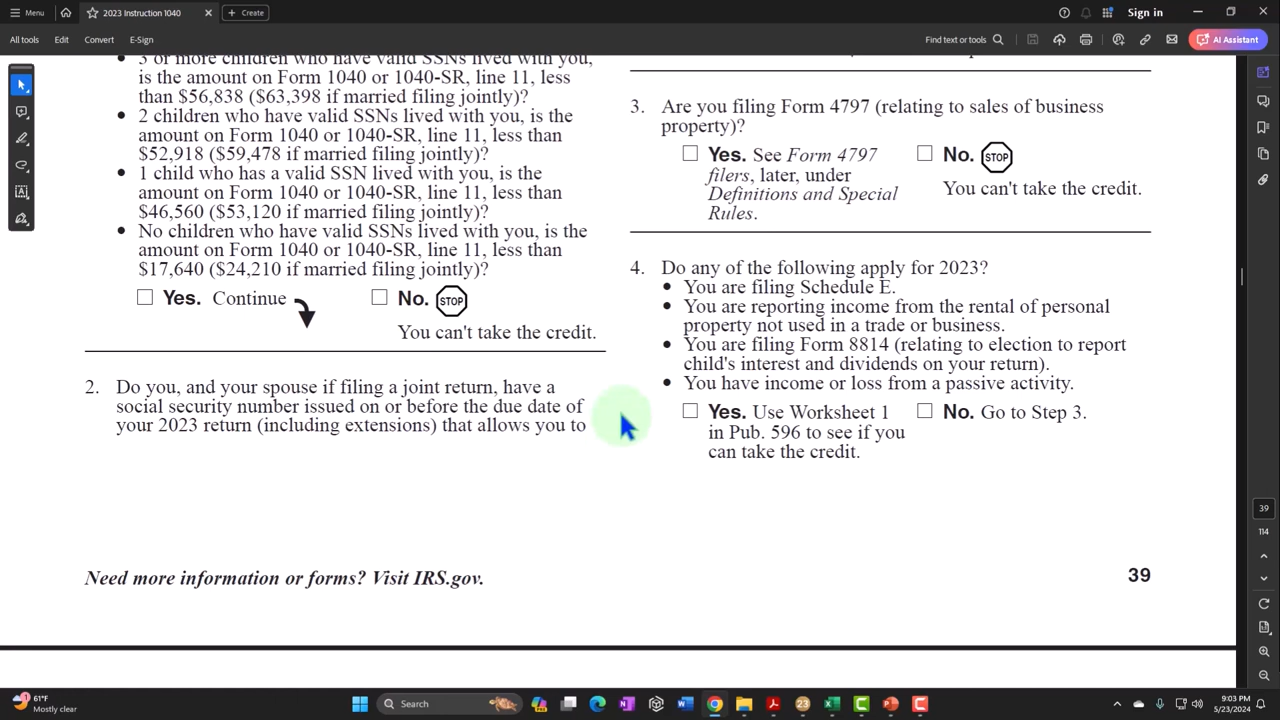 Menu
2023 Instruction 1040
Create
Sign in
All tools
Edit
Convert
E-Sign
Find text or tools
AI Assistant
• 3 or more children who have valid SSNs lived with you,
is the amount on Form 1040 or 1040-SR, line 11, less
than $56,838 ($63,398 if married filing jointly)?
• 2 children who have valid SSNs lived with you, is the
amount on Form 1040 or 1040-SR, line 11, less than
$52,918 ($59,478 if married filing jointly)?
• 1 child who has a valid SSN lived with you, is the
amount on Form 1040 or 1040-SR, line 11, less than
$46,560 ($53,120 if married filing jointly)?
• No children who have valid SSNs lived with you, is the
amount on Form 1040 or 1040-SR, line 11, less than
$17,640 ($24,210 if married filing jointly)?
Yes. Continue
No. STOP
You can't take the credit.
2. Do you, and your spouse if filing a joint return, have a
social security number issued on or before the due date of
your 2023 return (including extensions) that allows you to
3. Are you filing Form 4797 (relating to sales of business
property)?
Yes. See Form 4797
filers, later, under
Definitions and Special
Rules.
No. STOP
You can't take the credit.
4. Do any of the following apply for 2023?
• You are filing Schedule E.
• You are reporting income from the rental of personal
property not used in a trade or business.
• You are filing Form 8814 (relating to election to report
child's interest and dividends on your return).
• You have income or loss from a passive activity.
Yes. Use Worksheet 1
in Pub. 596 to see if you
can take the credit.
No. Go to Step 3.
Need more information or forms? Visit IRS.gov.
39
39
114
1
61°F
Mostly clear
Search
23
9:03 PM
5/23/2024